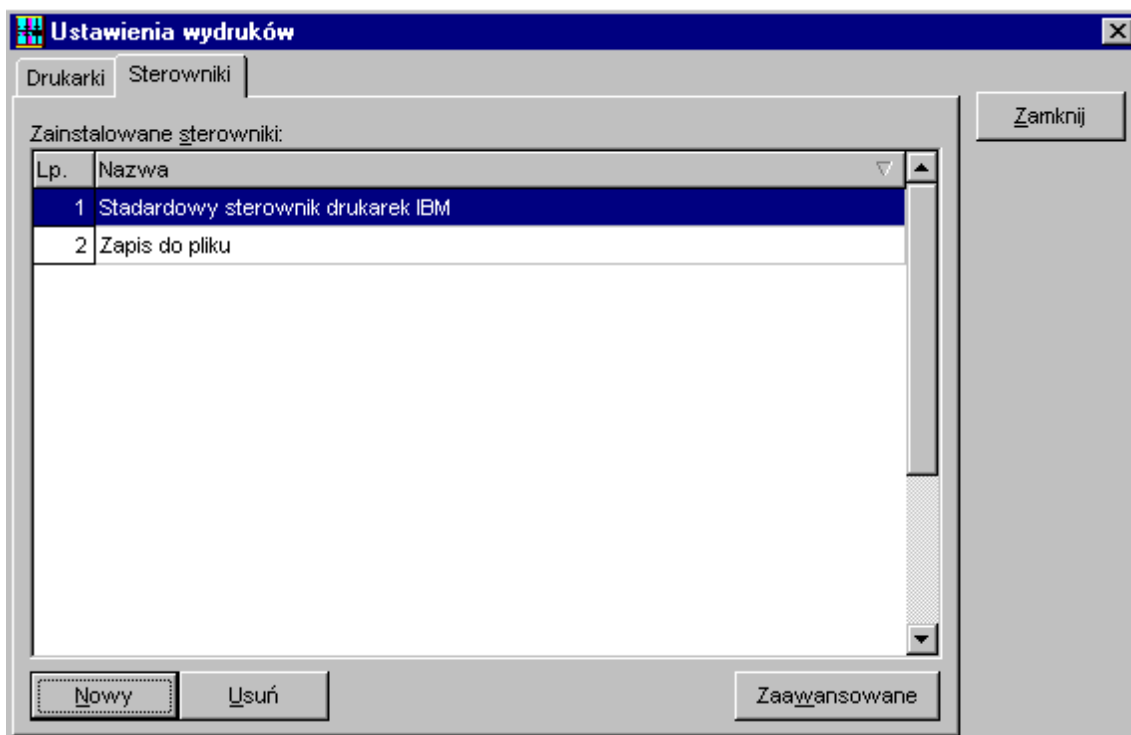 Ustawienia wydruków
Drukarki Sterowniki
Zamknij
Zainstalowane sterowniki:
Lp. Nazwa
1 Stadardowy sterownik drukarek IBM
2 Zapis do pliku
Nowy Usuń Zaawansowane